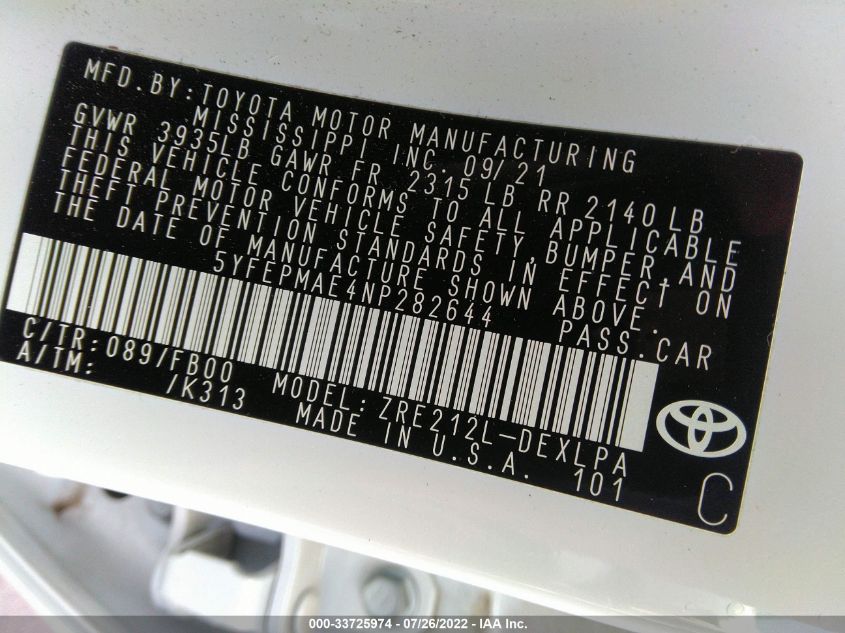 MFD.BY:TOYOTA MOTOR MANUFACTURING
MISSISSIPPI INC. 09/21
GVWR 3935LB GAWR FR 2315LB RR 2140LB
THIS VEHICLE CONFORMS TO ALL APPLICABLE
FEDERAL MOTOR VEHICLE SAFETY,BUMPER,AND
THEFT PREVENTION STANDARDS IN EFFECT ON
THE DATE OF MANUFACTURE SHOWN ABOVE.
5YFEPMAE4NP282644 PASS.CAR
C/TR:089/FB00 MODEL:ZRE212L-DEXLPA
A/TM: /K313 MADE IN U.S.A. 101
C
000-33725974 - 07/26/2022 - IAA Inc.